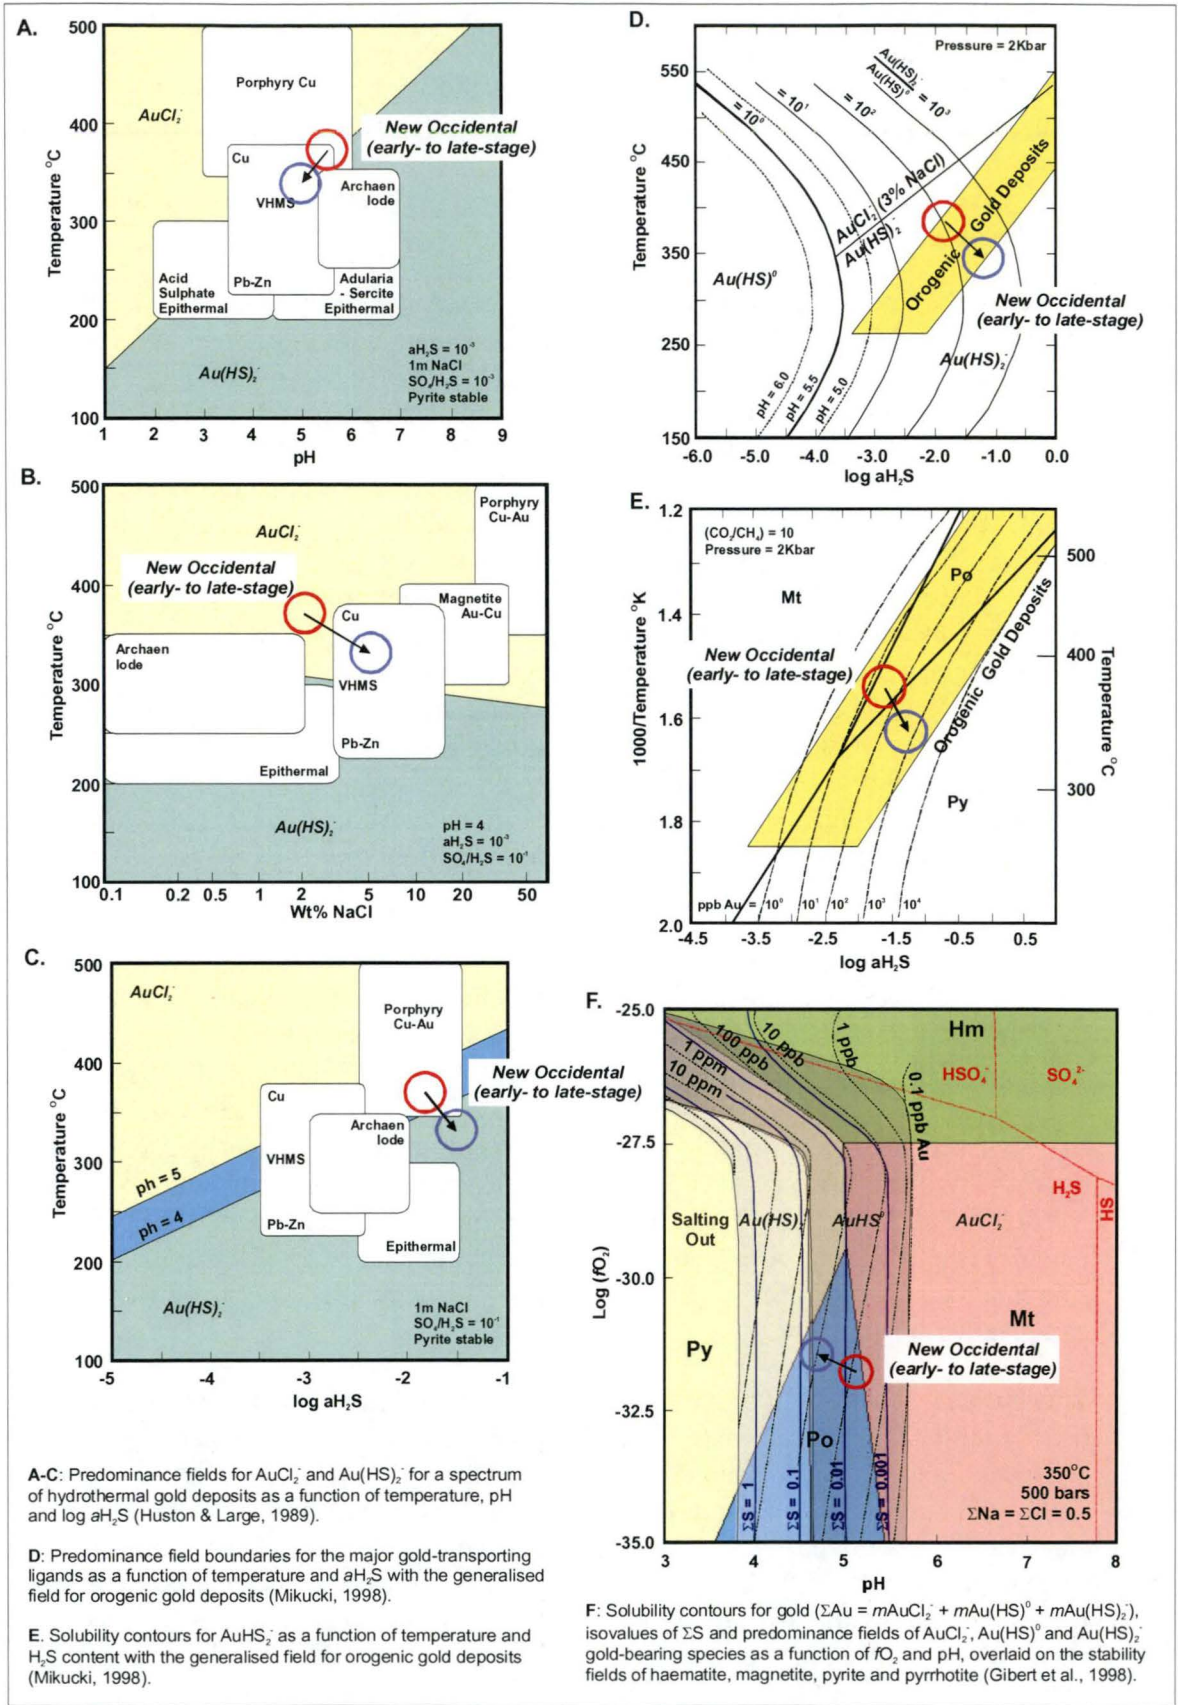 A.
500
400
300
200
100
Temperature °C
AuCl₂⁻
Porphyry Cu
New Occidental
(early- to late-stage)
Cu
VHMS
Pb-Zn
Archaen
lode
Acid
Sulphate
Epithermal
Adularia
- Sercite
Epithermal
Au(HS)₂⁻
aH₂S = 10⁻³
1m NaCl
SO₄/H₂S = 10⁻³
Pyrite stable
1 2 3 4 5 6 7 8 9
pH
B.
500
400
300
200
100
Temperature °C
AuCl₂⁻
Porphyry
Cu-Au
New Occidental
(early- to late-stage)
Magnetite
Au-Cu
Cu
VHMS
Pb-Zn
Archaen
lode
Epithermal
Au(HS)₂⁻
pH = 4
aH₂S = 10⁻³
SO₄/H₂S = 10⁻¹
0.1 0.2 0.5 1 2 5 10 20 50
Wt% NaCl
C.
500
400
300
200
100
Temperature °C
AuCl₂⁻
Porphyry
Cu-Au
New Occidental
(early- to late-stage)
Cu
VHMS
Pb-Zn
Archaen
lode
Epithermal
ph = 5
ph = 4
Au(HS)₂⁻
1m NaCl
SO₄/H₂S = 10⁻¹
Pyrite stable
-5 -4 -3 -2 -1
log aH₂S
A-C: Predominance fields for AuCl₂⁻ and Au(HS)₂⁻ for a spectrum
of hydrothermal gold deposits as a function of temperature, pH
and log aH₂S (Huston & Large, 1989).
D: Predominance field boundaries for the major gold-transporting
ligands as a function of temperature and aH₂S with the generalised
field for orogenic gold deposits (Mikucki, 1998).
E. Solubility contours for AuHS₂⁻ as a function of temperature and
H₂S content with the generalised field for orogenic gold deposits
(Mikucki, 1998).
D.
Pressure = 2Kbar
550
450
350
250
150
Temperature °C
Au(HS)₂⁻
Au(HS)⁰ = 10³
= 10⁰
= 10¹
= 10²
AuCl₂⁻ (3% NaCl)
Au(HS)₂⁻
Orogenic Gold Deposits
Au(HS)⁰
New Occidental
(early- to late-stage)
Au(HS)₂⁻
pH = 6.0
pH = 5.5
pH = 5.0
-6.0 -5.0 -4.0 -3.0 -2.0 -1.0 0.0
log aH₂S
E.
1.2
1.4
1.6
1.8
2.0
1000/Temperature °K
(CO₂/CH₄) = 10
Pressure = 2Kbar
Mt
Po
Py
500
400
300
Temperature °C
New Occidental
(early- to late-stage)
Orogenic Gold Deposits
ppb Au = 10⁰ 10¹ 10² 10³ 10⁴
-4.5 -3.5 -2.5 -1.5 -0.5 0.5
log aH₂S
F.
-25.0
-27.5
-30.0
-32.5
-35.0
Log (fO₂)
Hm
10 ppm
1 ppm
100 ppb
10 ppb
1 ppb
0.1 ppb Au
HSO₄⁻
SO₄²⁻
H₂S
HS⁻
Salting
Out
Au(HS)₂⁻
AuHS⁰
AuCl₂⁻
Mt
Py
Po
New Occidental
(early- to late-stage)
ΣS = 1
ΣS = 0.1
ΣS = 0.01
ΣS = 0.001
350°C
500 bars
ΣNa = ΣCl = 0.5
3 4 5 6 7 8
pH
F: Solubility contours for gold (ΣAu = mAuCl₂⁻ + mAu(HS)⁰ + mAu(HS)₂⁻),
isovalues of ΣS and predominance fields of AuCl₂⁻, Au(HS)⁰ and Au(HS)₂⁻
gold-bearing species as a function of fO₂ and pH, overlaid on the stability
fields of haematite, magnetite, pyrite and pyrrhotite (Gibert et al., 1998).